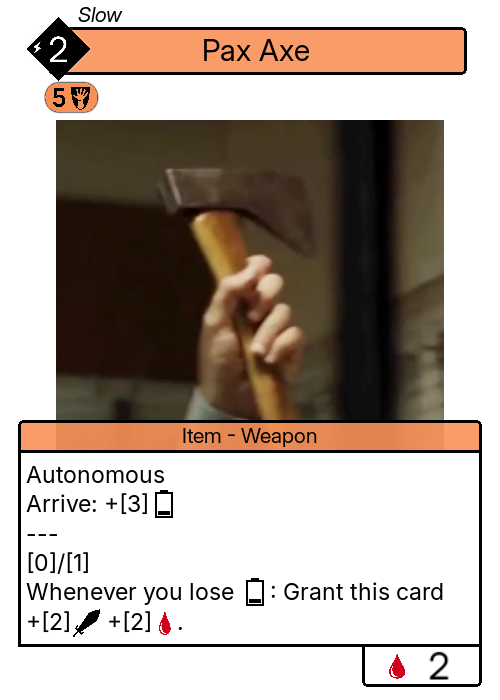 Slow
2
Pax Axe
5
Item - Weapon
Autonomous
Arrive: +[3]
---
[0]/[1]
Whenever you lose : Grant this card
+[2] +[2] .
2